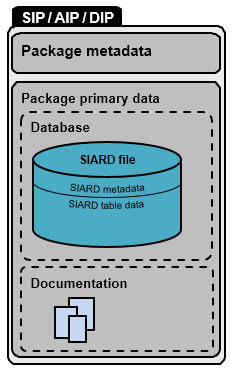 SIP / AIP / DIP
Package metadata
Package primary data
Database
SIARD file
SIARD metadata
SIARD table data
Documentation